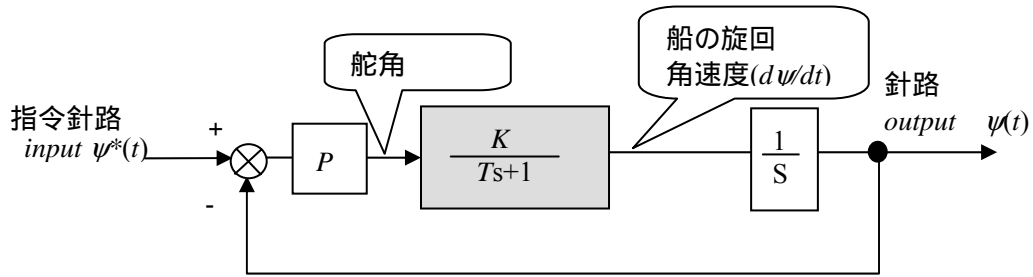 舵角
船の旋回
角速度(dψ/dt)
指令針路
input ψ*(t)
+
-
P
K
Ts+1
1
S
針路
output ψ(t)